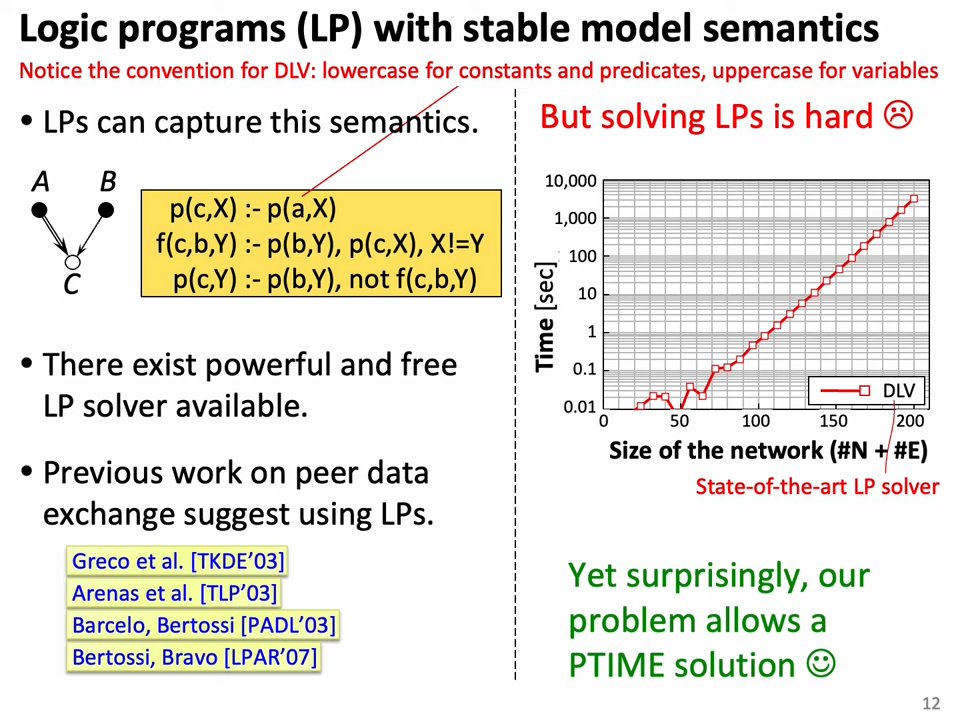 Logic programs (LP) with stable model semantics
Notice the convention for DLV: lowercase for constants and predicates, uppercase for variables
• LPs can capture this semantics.
A B
C
p(c,X) :- p(a,X)
f(c,b,Y) :- p(b,Y), p(c,X), X!=Y
p(c,Y) :- p(b,Y), not f(c,b,Y)
• There exist powerful and free
LP solver available.
• Previous work on peer data
exchange suggest using LPs.
Greco et al. [TKDE’03]
Arenas et al. [TLP’03]
Barcelo, Bertossi [PADL’03]
Bertossi, Bravo [LPAR’07]
But solving LPs is hard ☹
10,000
1,000
100
10
1
0.1
0.01
Time [sec]
DLV
0 50 100 150 200
Size of the network (#N + #E)
State-of-the-art LP solver
Yet surprisingly, our
problem allows a
PTIME solution ☺
12